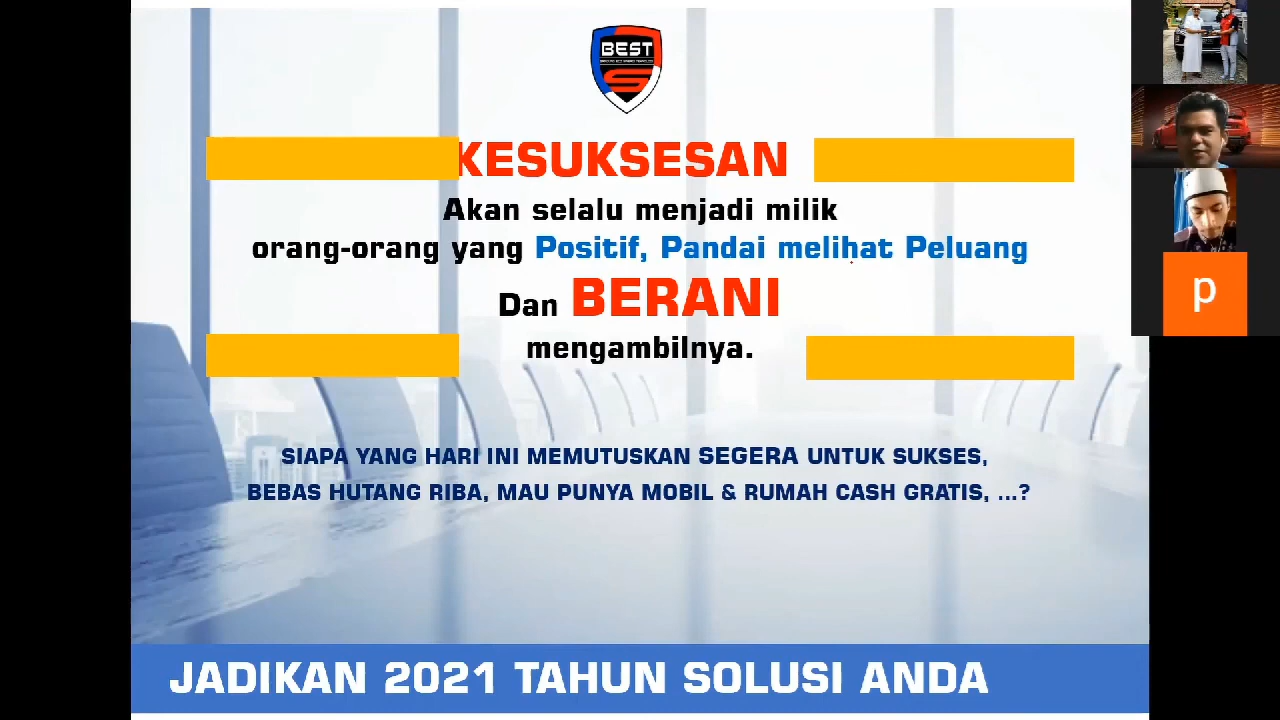 BEST
KESUKSESAN
Akan selalu menjadi milik
orang-orang yang Positif, Pandai melihat Peluang
Dan BERANI
mengambilnya.
SIAPA YANG HARI INI MEMUTUSKAN SEGERA UNTUK SUKSES,
BEBAS HUTANG RIBA, MAU PUNYA MOBIL & RUMAH CASH GRATIS, ...?
JADIKAN 2021 TAHUN SOLUSI ANDA
p